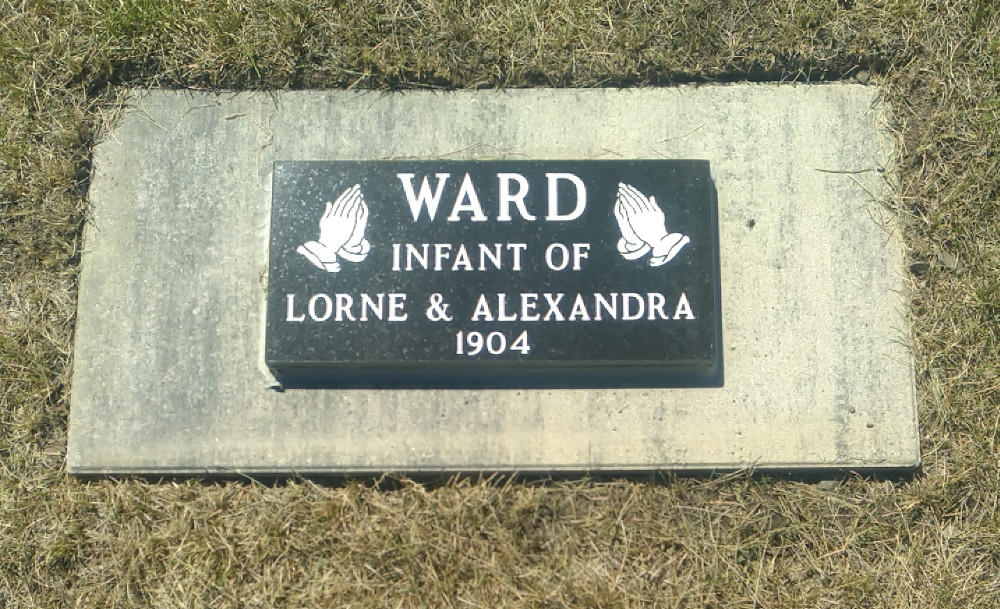 WARD
INFANT OF
LORNE & ALEXANDRA
1904